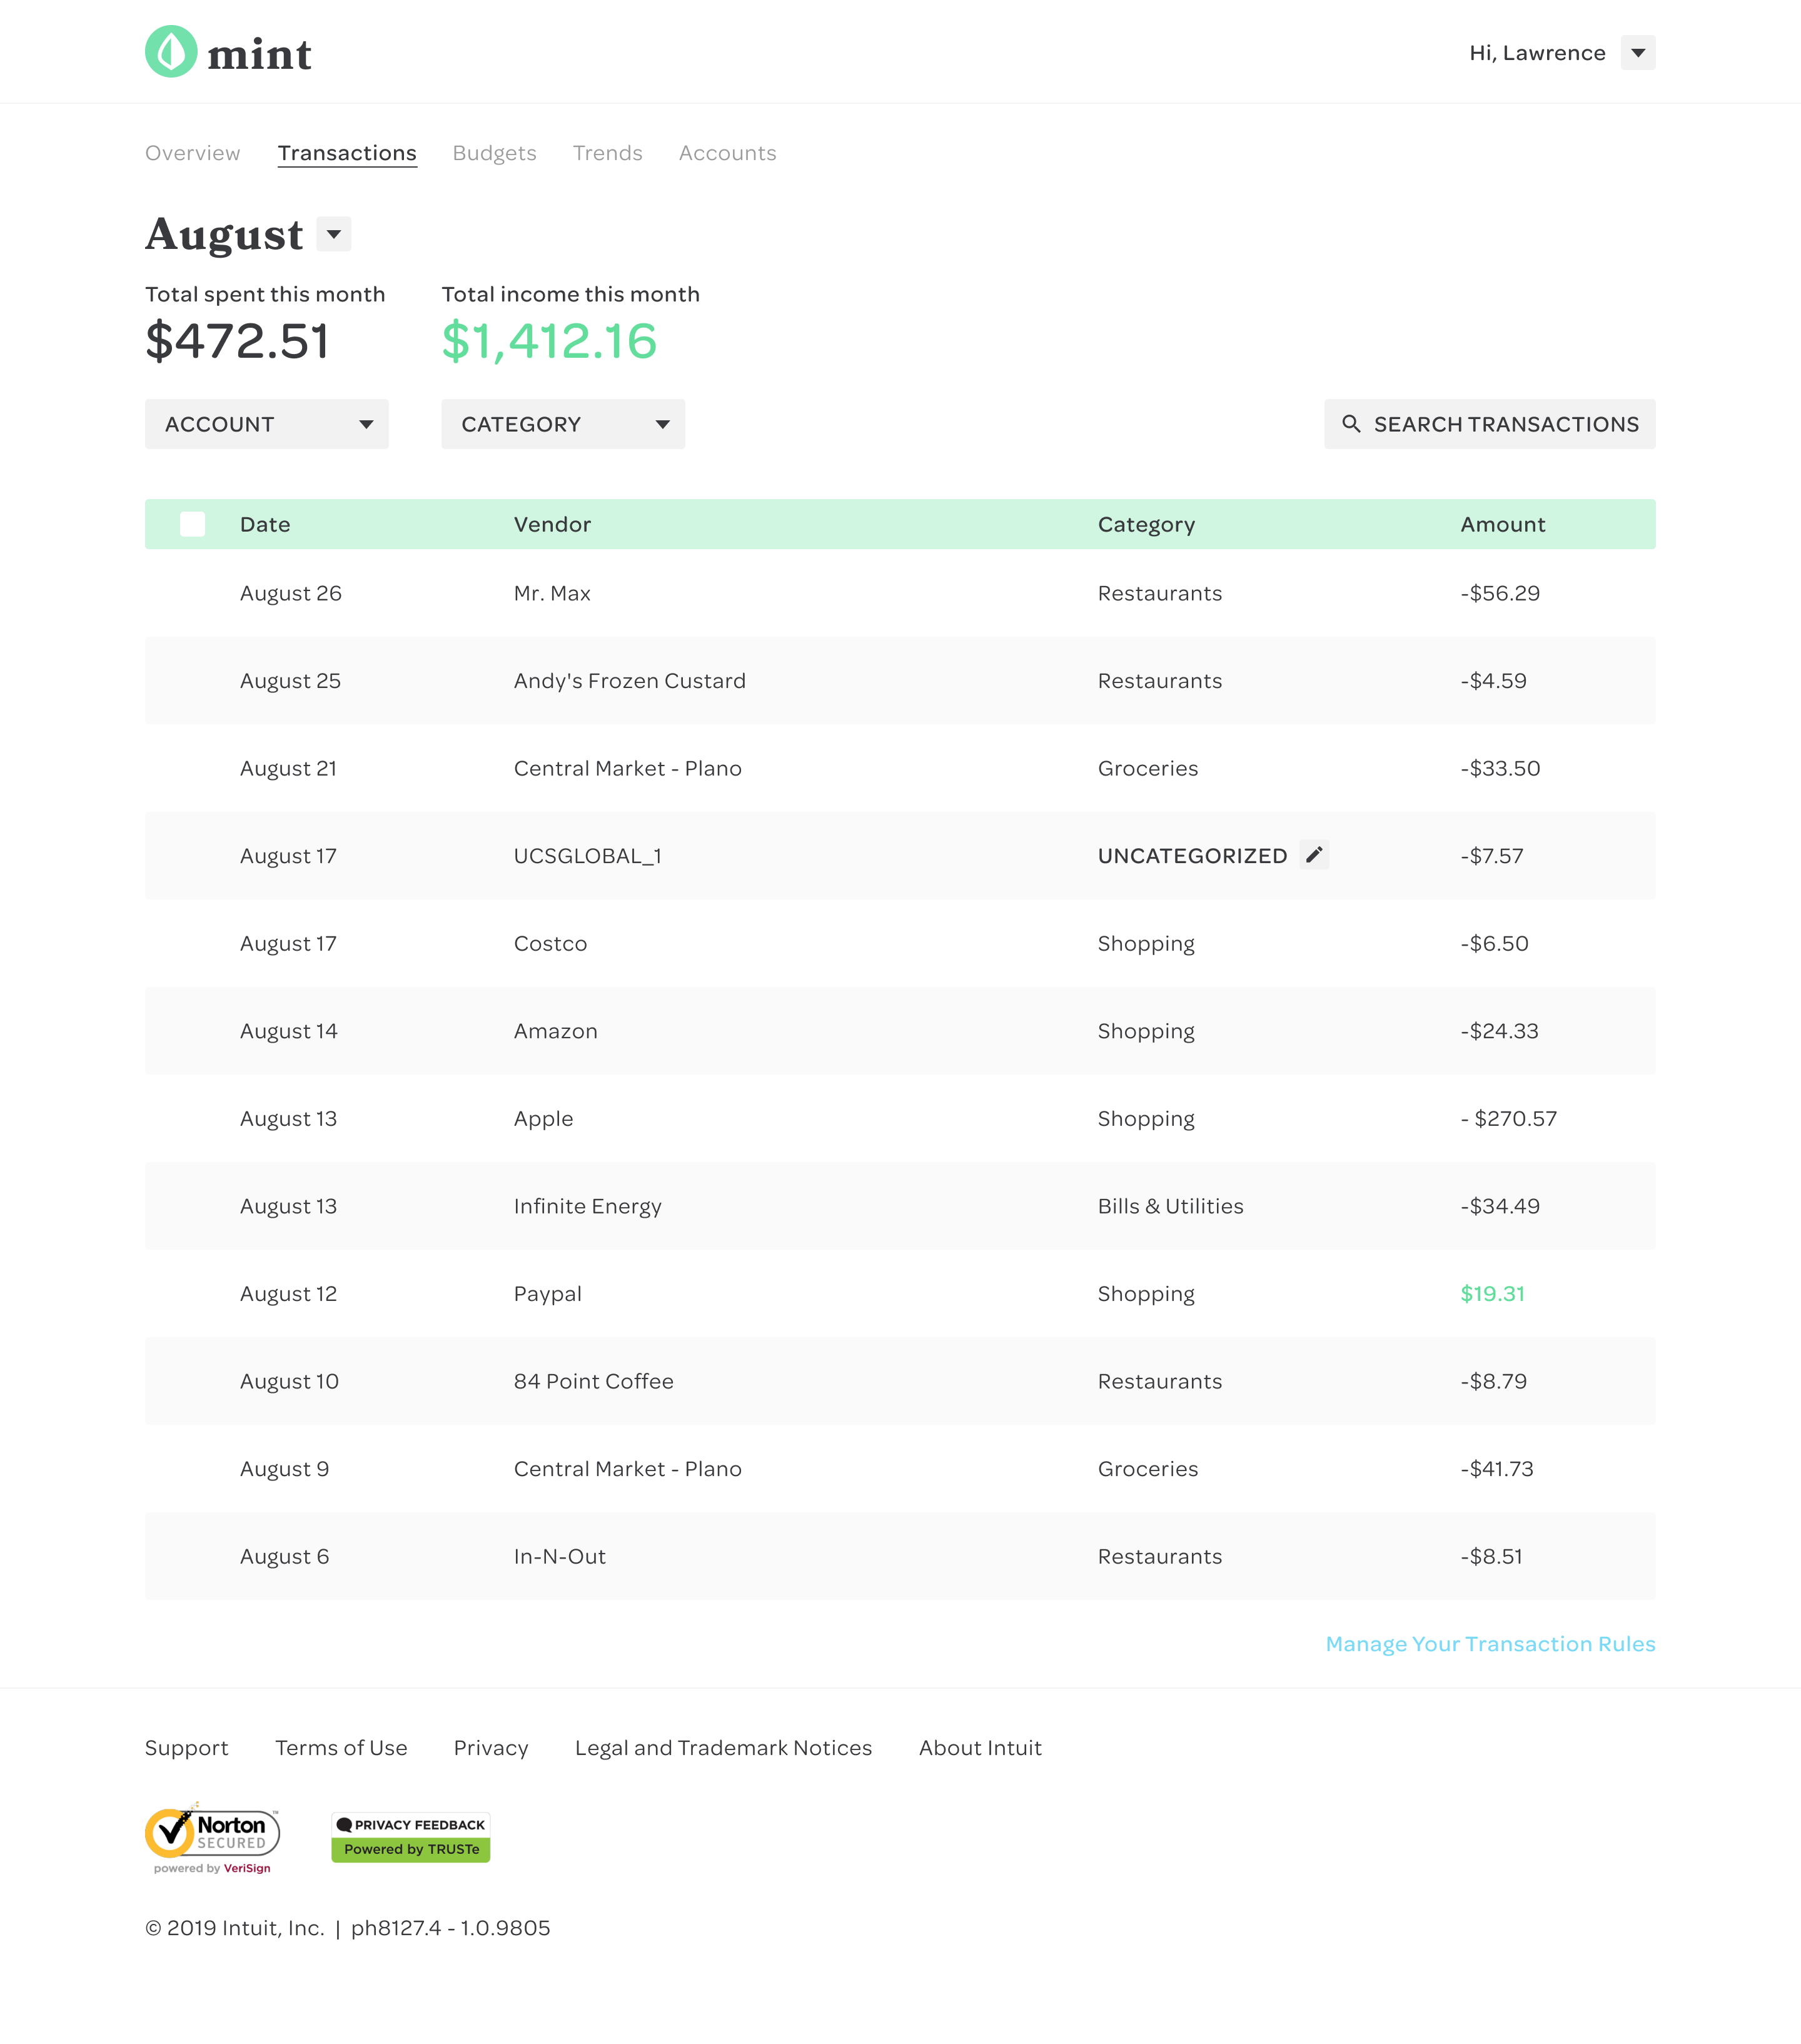 mint
Hi, Lawrence
Overview Transactions Budgets Trends Accounts
August
Total spent this month Total income this month
$472.51 $1,412.16
ACCOUNT CATEGORY SEARCH TRANSACTIONS
Date Vendor Category Amount
August 26 Mr. Max Restaurants -$56.29
August 25 Andy's Frozen Custard Restaurants -$4.59
August 21 Central Market - Plano Groceries -$33.50
August 17 UCSGLOBAL_1 UNCATEGORIZED -$7.57
August 17 Costco Shopping -$6.50
August 14 Amazon Shopping -$24.33
August 13 Apple Shopping - $270.57
August 13 Infinite Energy Bills & Utilities -$34.49
August 12 Paypal Shopping $19.31
August 10 84 Point Coffee Restaurants -$8.79
August 9 Central Market - Plano Groceries -$41.73
August 6 In-N-Out Restaurants -$8.51
Manage Your Transaction Rules
Support Terms of Use Privacy Legal and Trademark Notices About Intuit
Norton™
SECURED
powered by VeriSign
PRIVACY FEEDBACK
Powered by TRUSTe
© 2019 Intuit, Inc. | ph8127.4 - 1.0.9805